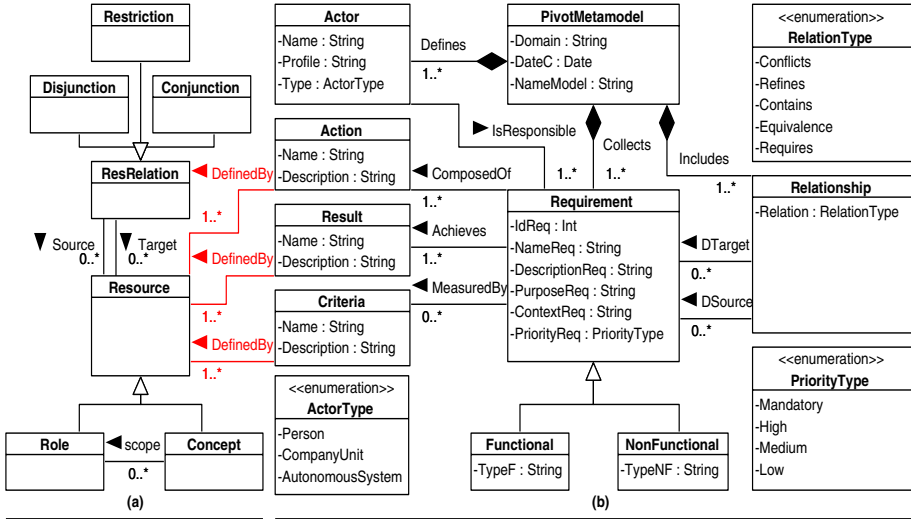 Restriction
Disjunction
Conjunction
ResRelation
Source
Target
0..*
0..*
Resource
Role
scope
0..*
Concept
(a)
DefinedBy
1..*
DefinedBy
1..*
DefinedBy
1..*
Actor
-Name : String
-Profile : String
-Type : ActorType
Defines
1..*
PivotMetamodel
-Domain : String
-DateC : Date
-NameModel : String
IsResponsible
1..*
Collects
1..*
Includes
1..*
Action
-Name : String
-Description : String
ComposedOf
1..*
Result
-Name : String
-Description : String
Achieves
1..*
Criteria
-Name : String
-Description : String
MeasuredBy
0..*
Requirement
-IdReq : Int
-NameReq : String
-DescriptionReq : String
-PurposeReq : String
-ContextReq : String
-PriorityReq : PriorityType
DTarget
0..*
DSource
0..*
<<enumeration>>
RelationType
-Conflicts
-Refines
-Contains
-Equivalence
-Requires
Relationship
-Relation : RelationType
<<enumeration>>
ActorType
-Person
-CompanyUnit
-AutonomousSystem
Functional
-TypeF : String
NonFunctional
-TypeNF : String
<<enumeration>>
PriorityType
-Mandatory
-High
-Medium
-Low
(b)